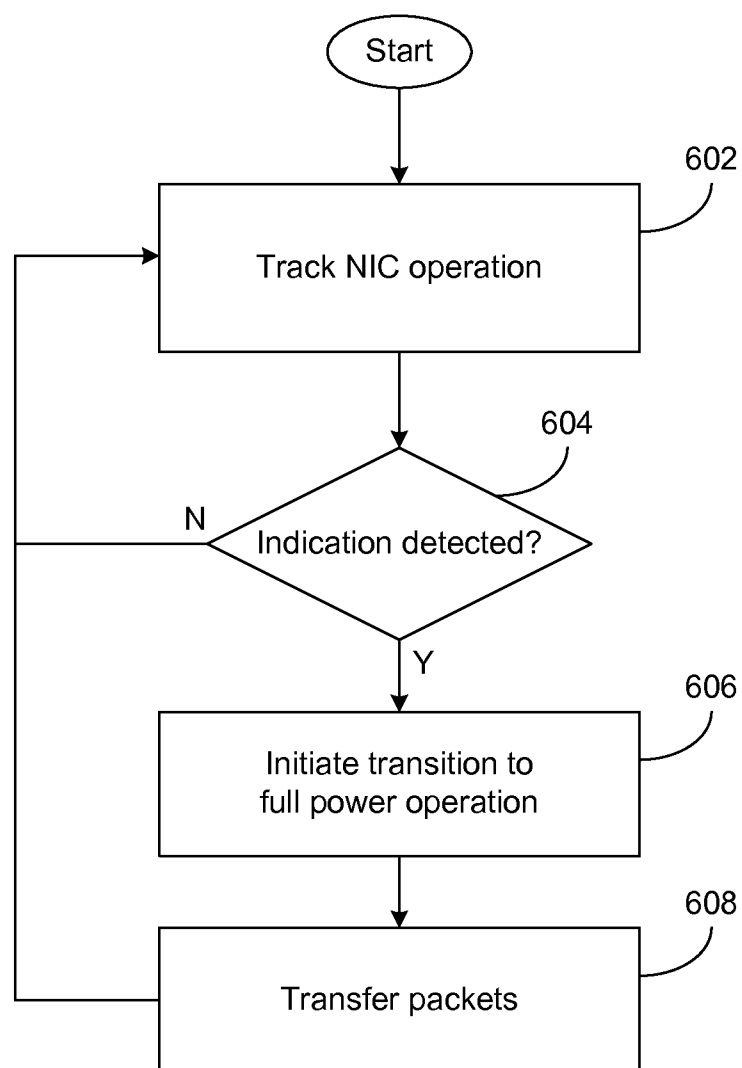 Start
602
Track NIC operation
604
N
Indication detected?
Y
606
Initiate transition to
full power operation
608
Transfer packets